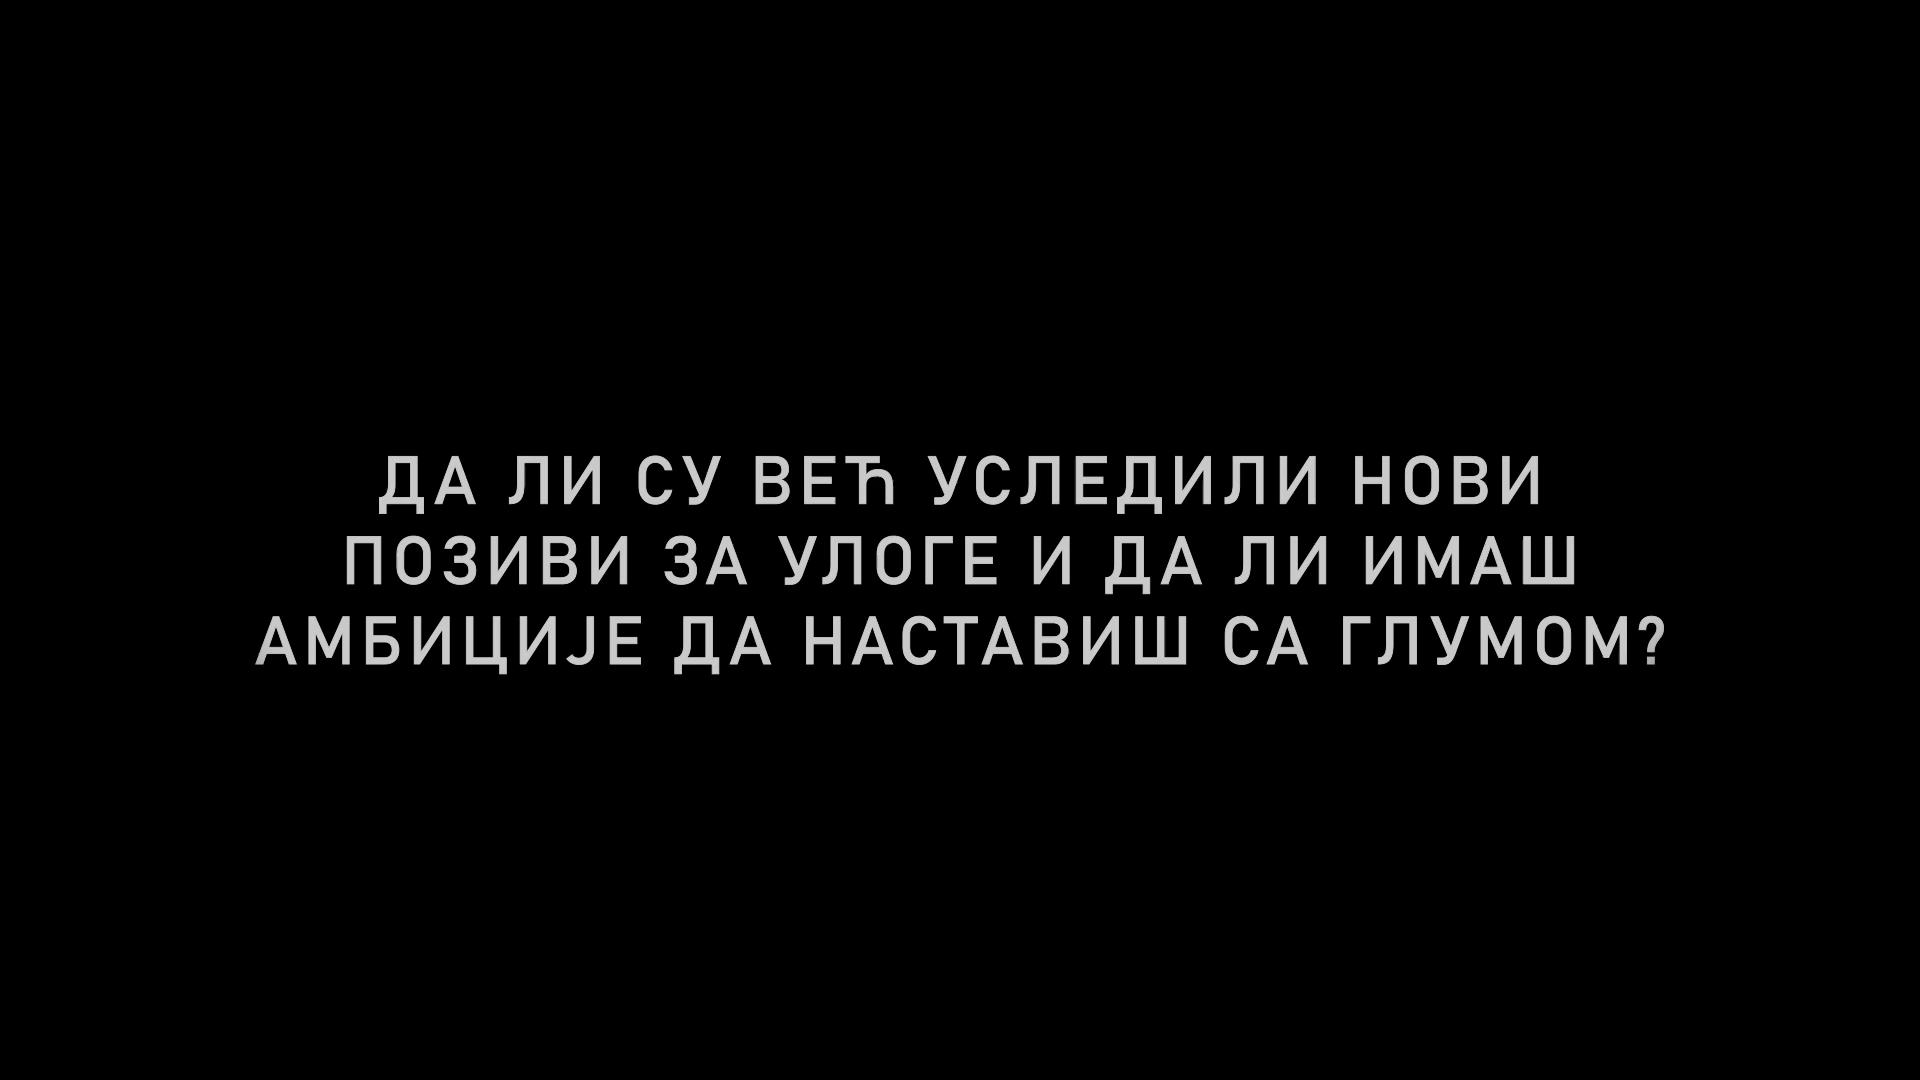 ДА ЛИ СУ ВЕЋ УСЛЕДИЛИ НОВИ
ПОЗИВИ ЗА УЛОГЕ И ДА ЛИ ИМАШ
АМБИЦИЈЕ ДА НАСТАВИШ СА ГЛУМОМ?